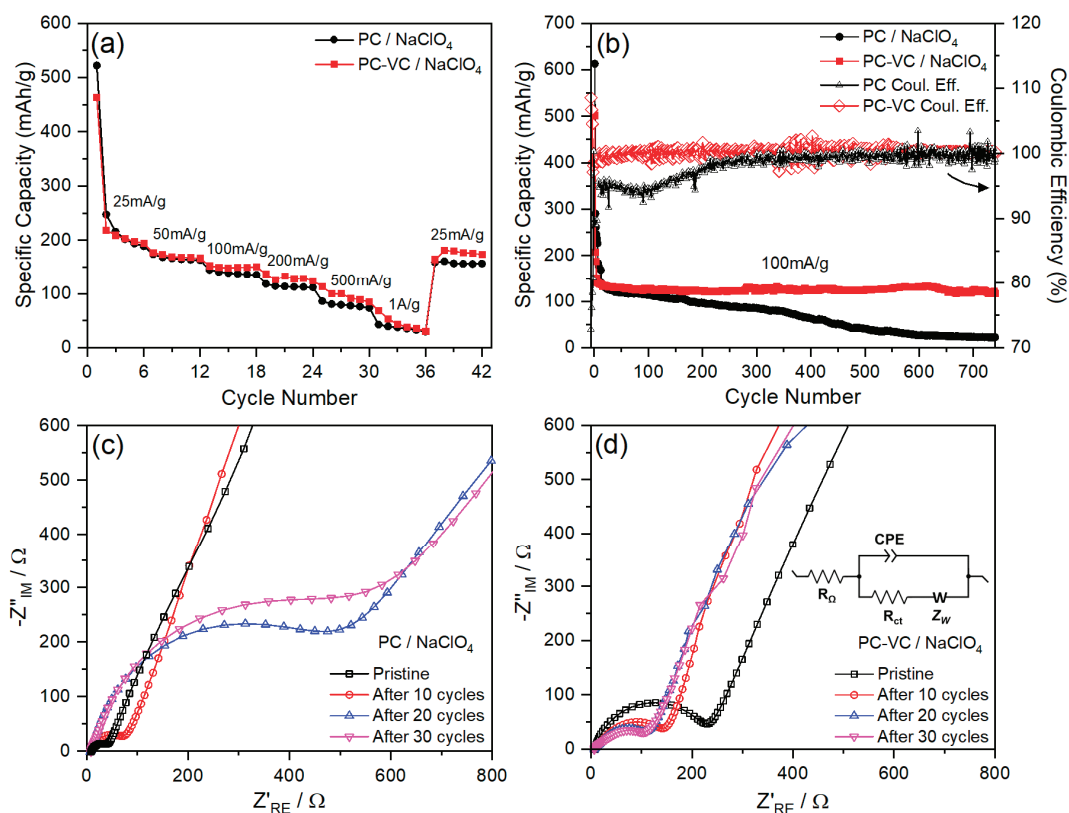 (a)
PC / NaClO4
PC-VC / NaClO4
25mA/g
50mA/g
100mA/g
200mA/g
500mA/g
1A/g
25mA/g
600
500
400
300
200
100
0
0 6 12 18 24 30 36 42
Specific Capacity (mAh/g)
Cycle Number
(b)
PC / NaClO4
PC-VC / NaClO4
PC Coul. Eff.
PC-VC Coul. Eff.
100mA/g
700
600
500
400
300
200
100
0
0 100 200 300 400 500 600 700
120
110
100
90
80
70
Specific Capacity (mAh/g)
Coulombic Efficiency (%)
Cycle Number
(c)
PC / NaClO4
Pristine
After 10 cycles
After 20 cycles
After 30 cycles
600
500
400
300
200
100
0
0 200 400 600 800
-Z"IM / Ω
Z'RE / Ω
(d)
CPE
RΩ
Rct
W
ZW
PC-VC / NaClO4
Pristine
After 10 cycles
After 20 cycles
After 30 cycles
600
500
400
300
200
100
0
0 200 400 600 800
-Z"IM / Ω
Z'RE / Ω